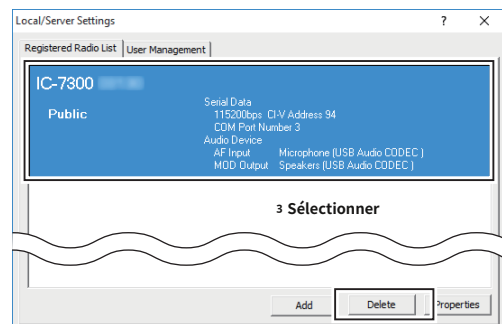 Local/Server Settings ? ×
Registered Radio List User Management
IC-7300
Public
Serial Data
115200bps CI-V Address 94
COM Port Number 3
Audio Device
AF Input Microphone (USB Audio CODEC )
MOD Output Speakers (USB Audio CODEC )
3 Sélectionner
Add Delete Properties